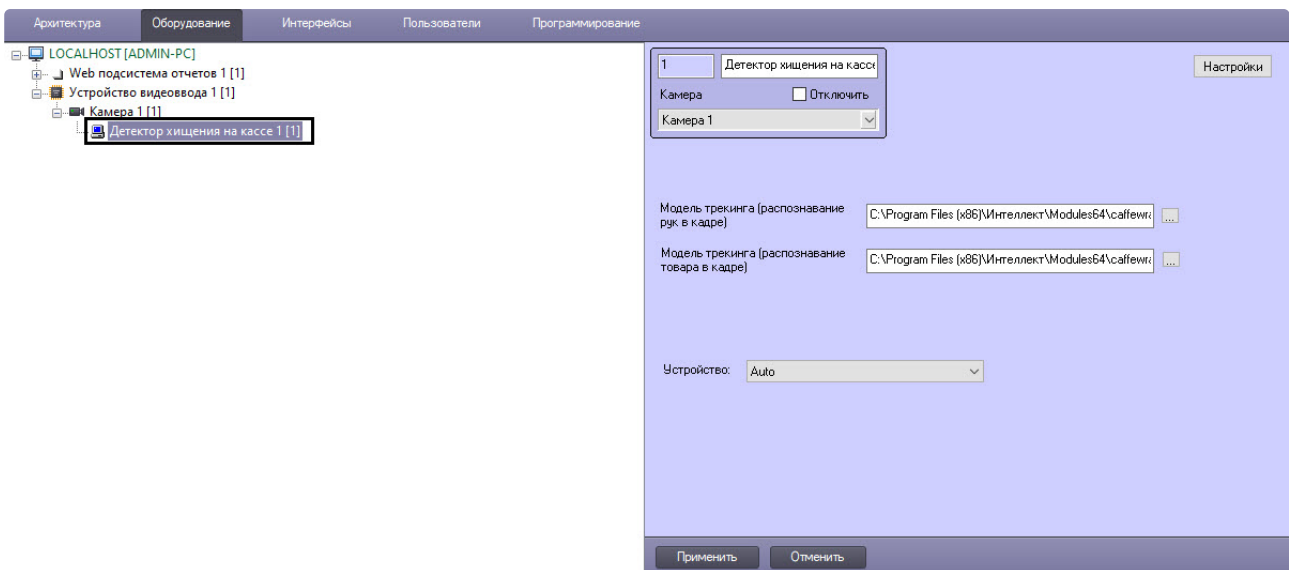 Архитектура Оборудование Интерфейсы Пользователи Программирование
LOCALHOST [ADMIN-PC]
Web подсистема отчетов 1 [1]
Устройство видеоввода 1 [1]
Камера 1 [1]
Детектор хищения на кассе 1 [1]
1 Детектор хищения на кассе
Настройки
Камера Отключить
Камера 1
Модель трекинга (распознавание
рук в кадре)
C:\Program Files (x86)\Интеллект\Modules64\caffewra
...
Модель трекинга (распознавание
товара в кадре)
C:\Program Files (x86)\Интеллект\Modules64\caffewra
...
Устройство: Auto
Применить Отменить